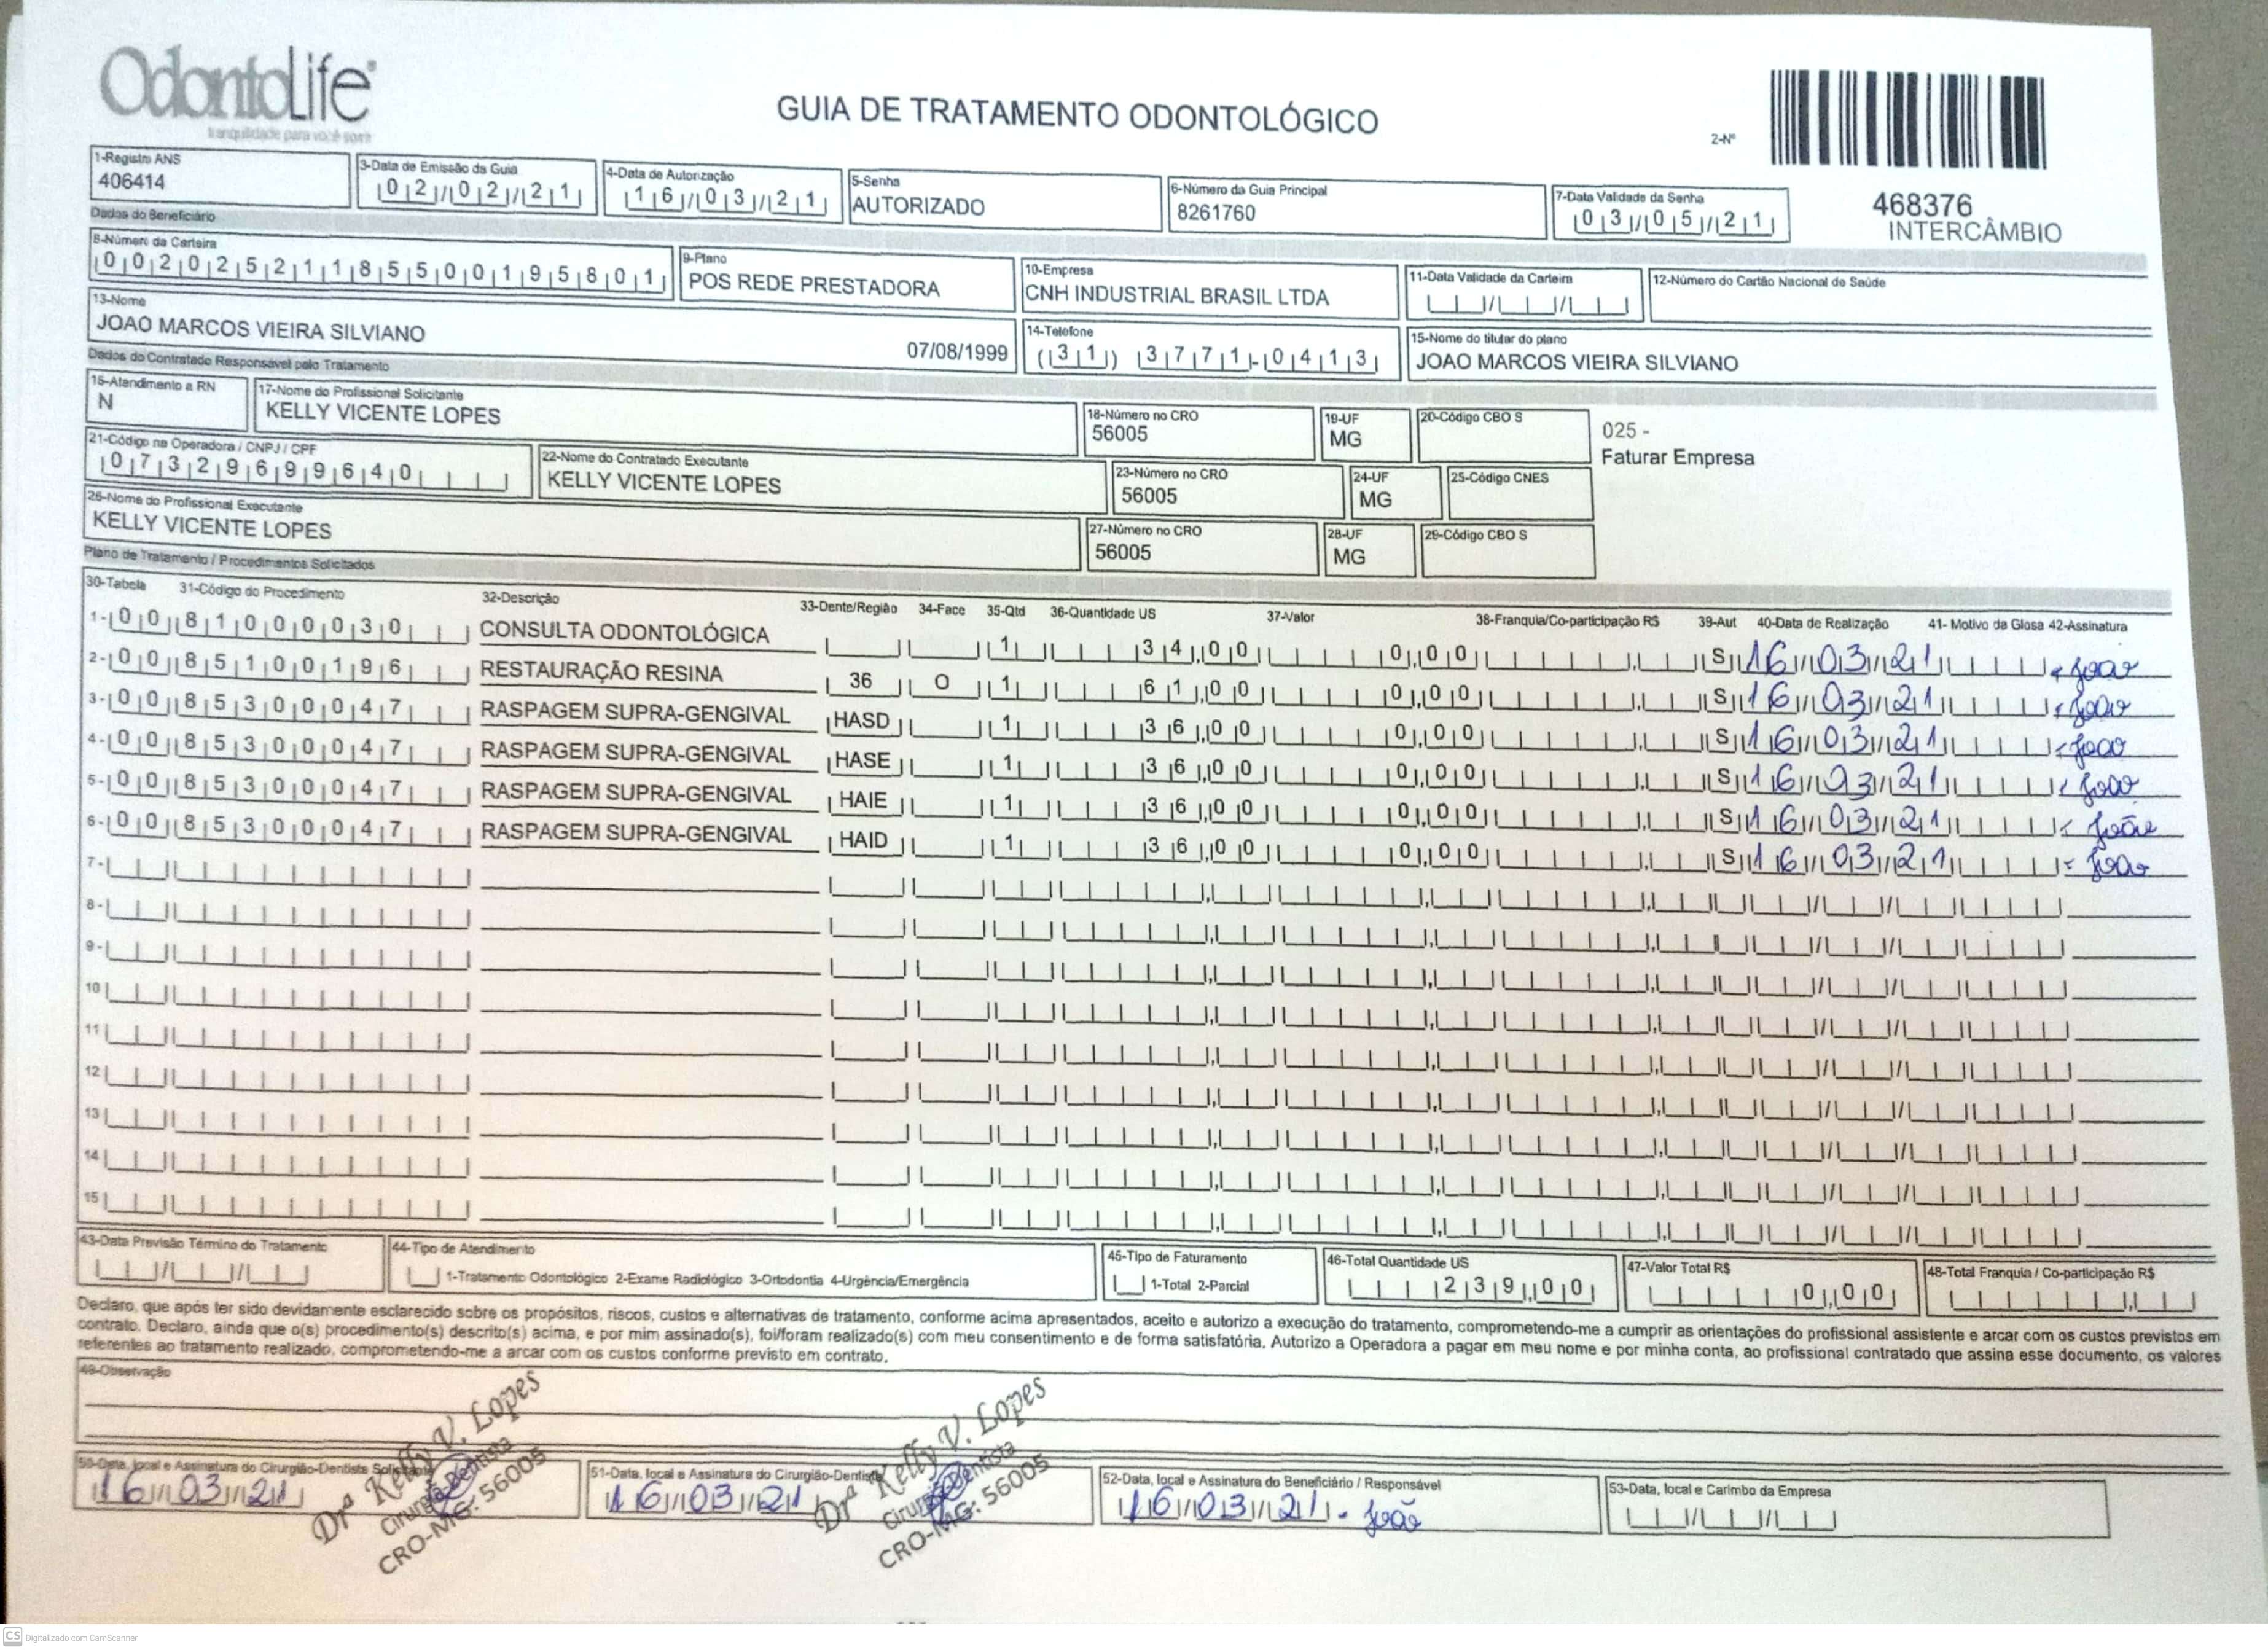 OdontoLife
tranquilidade para você sorrir
GUIA DE TRATAMENTO ODONTOLÓGICO
2-Nº
468376
INTERCÂMBIO
1-Registro ANS
406414
3-Data de Emissão da Guia
02/02/21
4-Data de Autorização
16/03/21
5-Senha
AUTORIZADO
6-Número da Guia Principal
8261760
7-Data Validade da Senha
03/05/21
Dados do Beneficiário
8-Número da Carteira
00202521185500195801
9-Plano
POS REDE PRESTADORA
10-Empresa
CNH INDUSTRIAL BRASIL LTDA
11-Data Validade da Carteira
12-Número do Cartão Nacional de Saúde
13-Nome
JOAO MARCOS VIEIRA SILVIANO
07/08/1999
14-Telefone
(31) 3771-0413
15-Nome do titular do plano
JOAO MARCOS VIEIRA SILVIANO
Dados do Contratado Responsável pelo Tratamento
16-Atendimento a RN
N
17-Nome do Profissional Solicitante
KELLY VICENTE LOPES
18-Número no CRO
56005
19-UF
MG
20-Código CBO S
025 -
Faturar Empresa
21-Código na Operadora / CNPJ / CPF
07329699640
22-Nome do Contratado Executante
KELLY VICENTE LOPES
23-Número no CRO
56005
24-UF
MG
25-Código CNES
26-Nome do Profissional Executante
KELLY VICENTE LOPES
27-Número no CRO
56005
28-UF
MG
29-Código CBO S
Plano de Tratamento / Procedimentos Solicitados
30-Tabela 31-Código do Procedimento 32-Descrição 33-Dente/Região 34-Face 35-Qtd 36-Quantidade US 37-Valor 38-Franquia/Co-participação R$ 39-Aut 40-Data de Realização 41- Motivo da Glosa 42-Assinatura
1- 00 81000030 CONSULTA ODONTOLÓGICA 1 34,00 0,00 S 16/03/21 João
2- 00 85100196 RESTAURAÇÃO RESINA 36 O 1 61,00 0,00 S 16/03/21 João
3- 00 85300047 RASPAGEM SUPRA-GENGIVAL HASD 1 36,00 0,00 S 16/03/21 João
4- 00 85300047 RASPAGEM SUPRA-GENGIVAL HASE 1 36,00 0,00 S 16/03/21 João
5- 00 85300047 RASPAGEM SUPRA-GENGIVAL HAIE 1 36,00 0,00 S 16/03/21 João
6- 00 85300047 RASPAGEM SUPRA-GENGIVAL HAID 1 36,00 0,00 S 16/03/21 João
7-
8-
9-
10
11
12
13
14
15
43-Data Previsão Término do Tratamento
44-Tipo de Atendimento
1-Tratamento Odontológico 2-Exame Radiológico 3-Ortodontia 4-Urgência/Emergência
45-Tipo de Faturamento
1-Total 2-Parcial
46-Total Quantidade US
239,00
47-Valor Total R$
0,00
48-Total Franquia / Co-participação R$
Declaro, que após ter sido devidamente esclarecido sobre os propósitos, riscos, custos e alternativas de tratamento, conforme acima apresentados, aceito e autorizo a execução do tratamento, comprometendo-me a cumprir as orientações do profissional assistente e arcar com os custos previstos em
contrato. Declaro, ainda que o(s) procedimento(s) descrito(s) acima, e por mim assinado(s), foi/foram realizado(s) com meu consentimento e de forma satisfatória. Autorizo a Operadora a pagar em meu nome e por minha conta, ao profissional contratado que assina esse documento, os valores
referentes ao tratamento realizado, comprometendo-me a arcar com os custos conforme previsto em contrato.
49-Observação
50-Data, local e Assinatura do Cirurgião-Dentista Solicitante
16/03/21
Drª Kelly V. Lopes
Cirurgiã-Dentista
CRO-MG: 56005
51-Data, local e Assinatura do Cirurgião-Dentista
16/03/21
Drª Kelly V. Lopes
Cirurgiã-Dentista
CRO-MG: 56005
52-Data, local e Assinatura do Beneficiário / Responsável
16/03/21 - João
53-Data, local e Carimbo da Empresa
CS Digitalizado com CamScanner